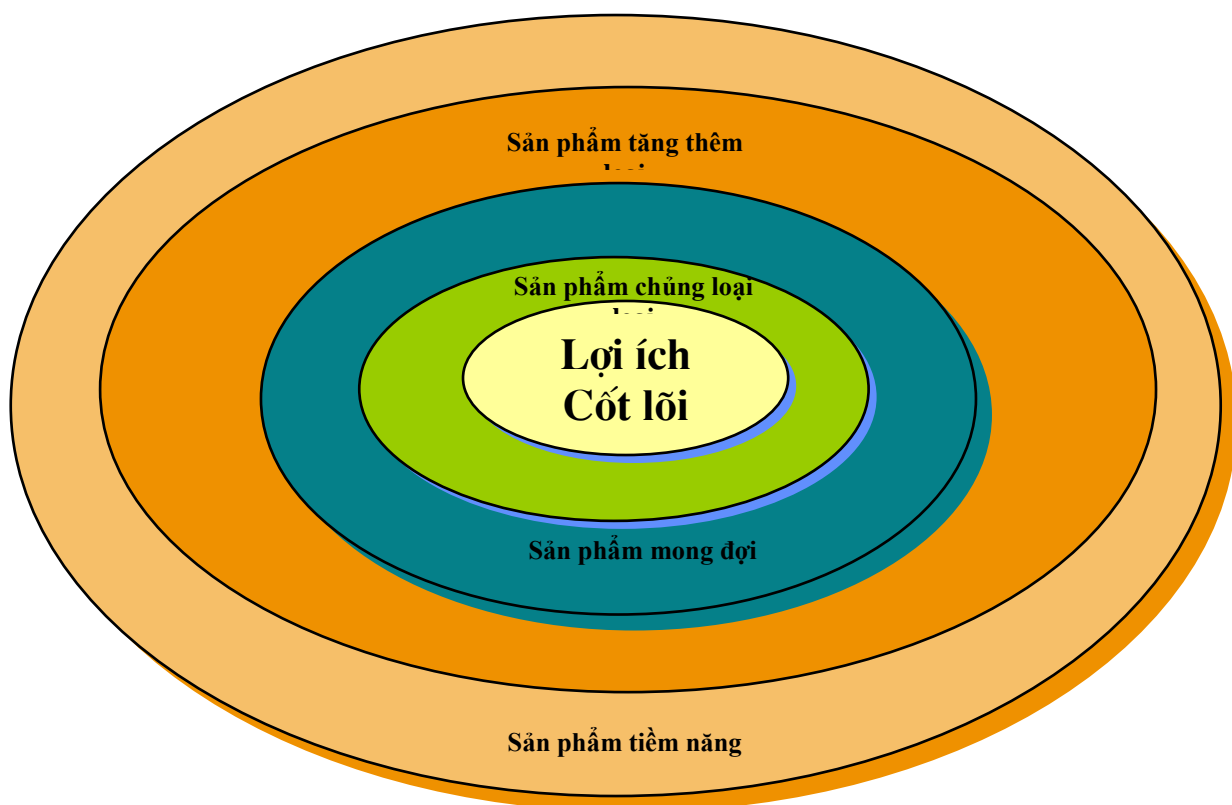 Sản phẩm tăng thêm
Sản phẩm chủng loại
Lợi ích
Cốt lõi
Sản phẩm mong đợi
Sản phẩm tiềm năng